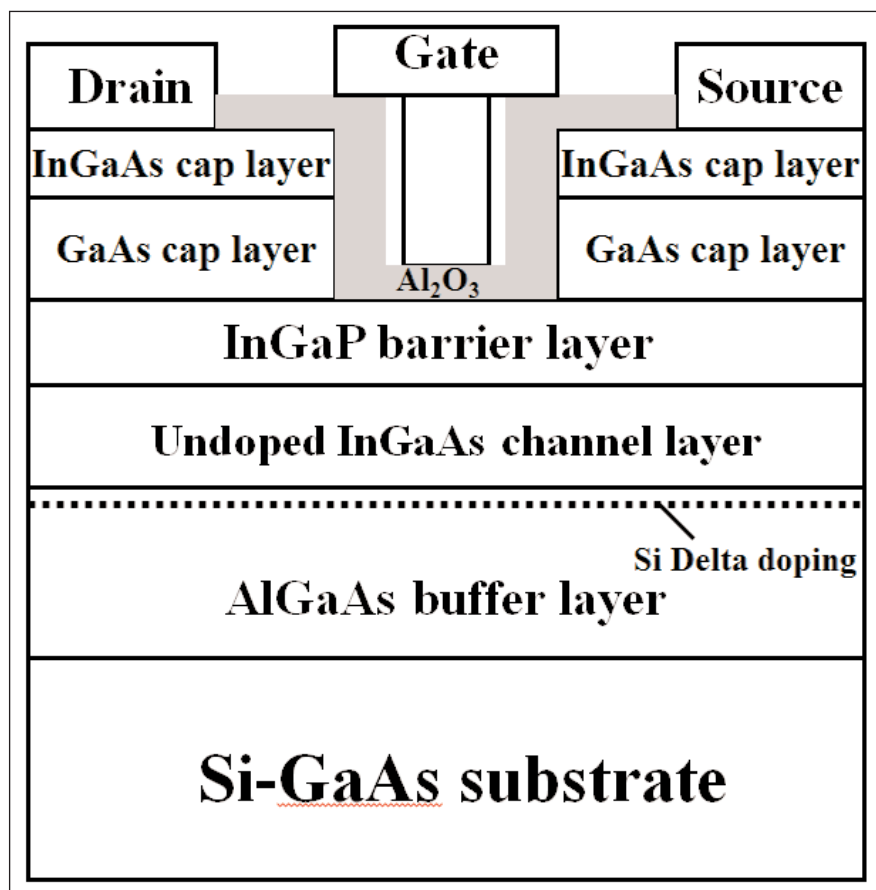 Gate
Drain
Source
InGaAs cap layer
InGaAs cap layer
GaAs cap layer
GaAs cap layer
Al₂O₃
InGaP barrier layer
Undoped InGaAs channel layer
Si Delta doping
AlGaAs buffer layer
Si-GaAs substrate